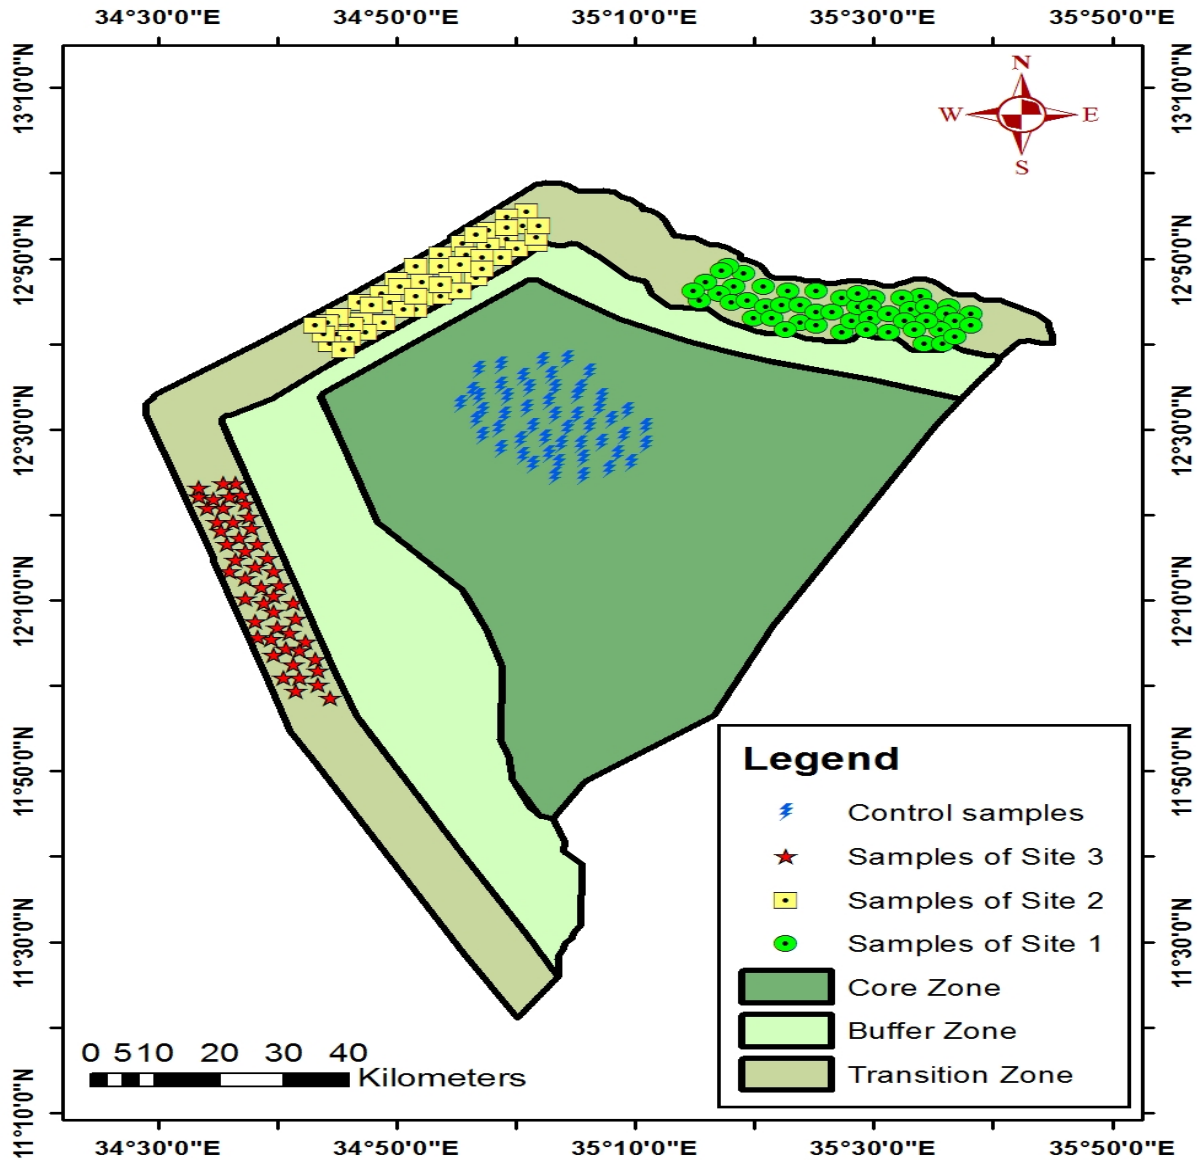 34°30'0"E 34°50'0"E 35°10'0"E 35°30'0"E 35°50'0"E
N
W E
S
13°10'0"N 13°10'0"N
12°50'0"N 12°50'0"N
12°30'0"N 12°30'0"N
12°10'0"N 12°10'0"N
11°50'0"N 11°50'0"N
11°30'0"N 11°30'0"N
11°10'0"N 11°10'0"N
Legend
Control samples
Samples of Site 3
Samples of Site 2
Samples of Site 1
Core Zone
Buffer Zone
Transition Zone
0 5 10 20 30 40
Kilometers
34°30'0"E 34°50'0"E 35°10'0"E 35°30'0"E 35°50'0"E